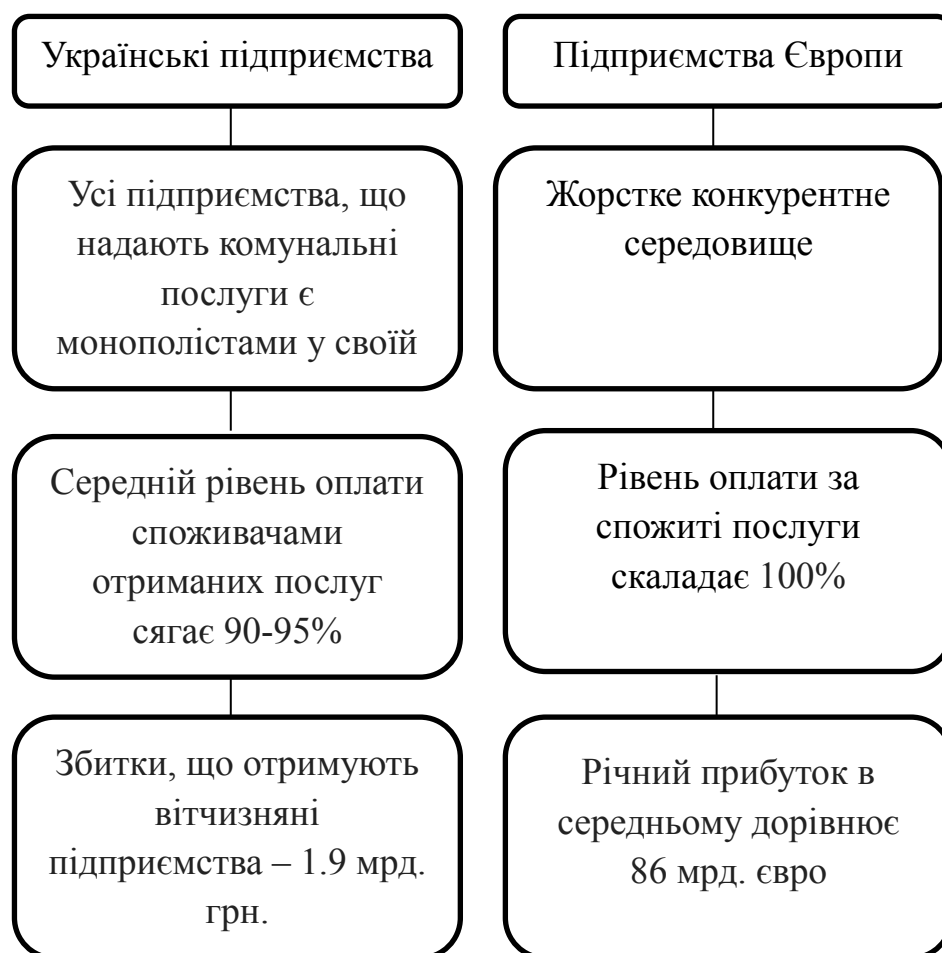 Українські підприємства
Підприємства Європи
Усі підприємства, що
надають комунальні
послуги є
монополістами у своїй
Жорстке конкурентне
середовище
Середній рівень оплати
споживачами
отриманих послуг
сягає 90-95%
Рівень оплати за
спожиті послуги
скаладає 100%
Збитки, що отримують
вітчизняні
підприємства – 1.9 мрд.
грн.
Річний прибуток в
середньому дорівнює
86 мрд. євро